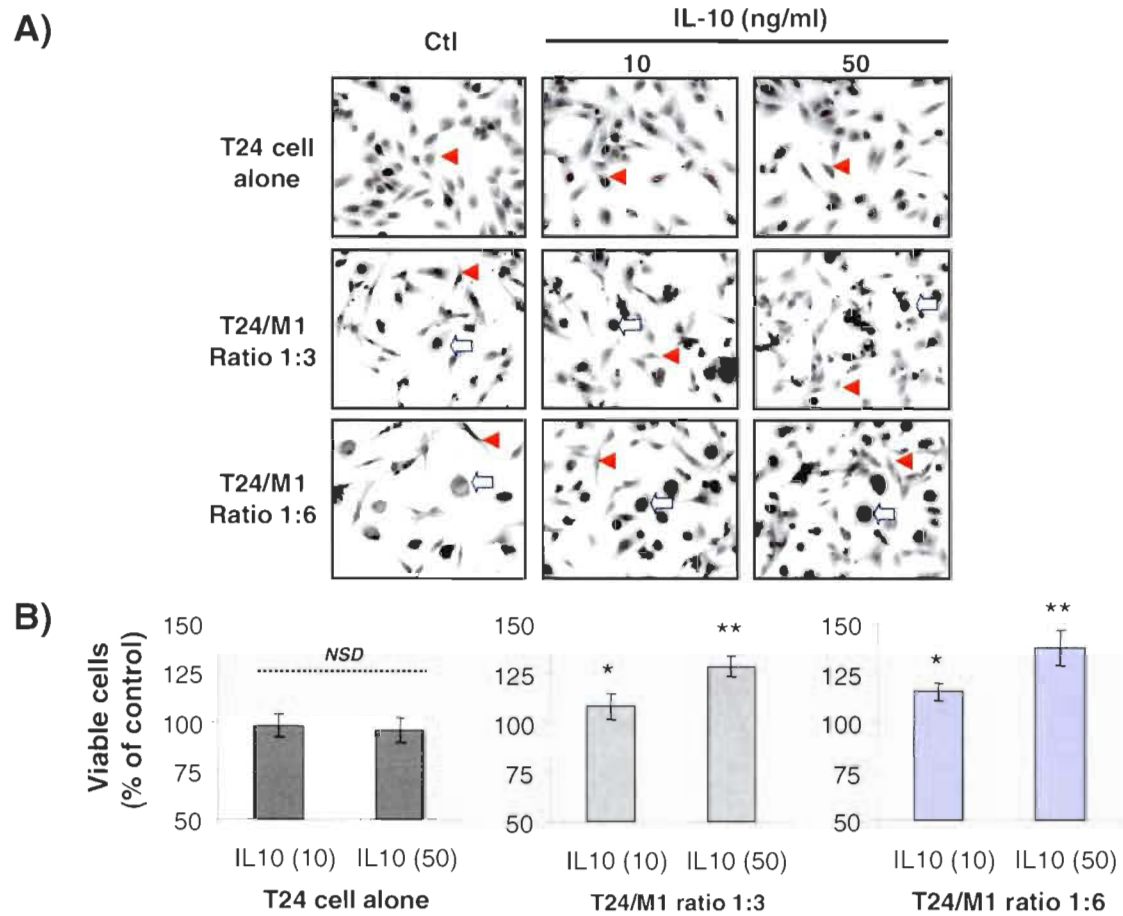 A)
Ctl
IL-10 (ng/ml)
10
50
T24 cell
alone
T24/M1
Ratio 1:3
T24/M1
Ratio 1:6
B)
Viable cells
(% of control)
150
125
100
75
50
NSD
IL10 (10) IL10 (50)
T24 cell alone
150
125
100
75
50
*
**
IL10 (10) IL10 (50)
T24/M1 ratio 1:3
150
125
100
75
50
*
**
IL10 (10) IL10 (50)
T24/M1 ratio 1:6